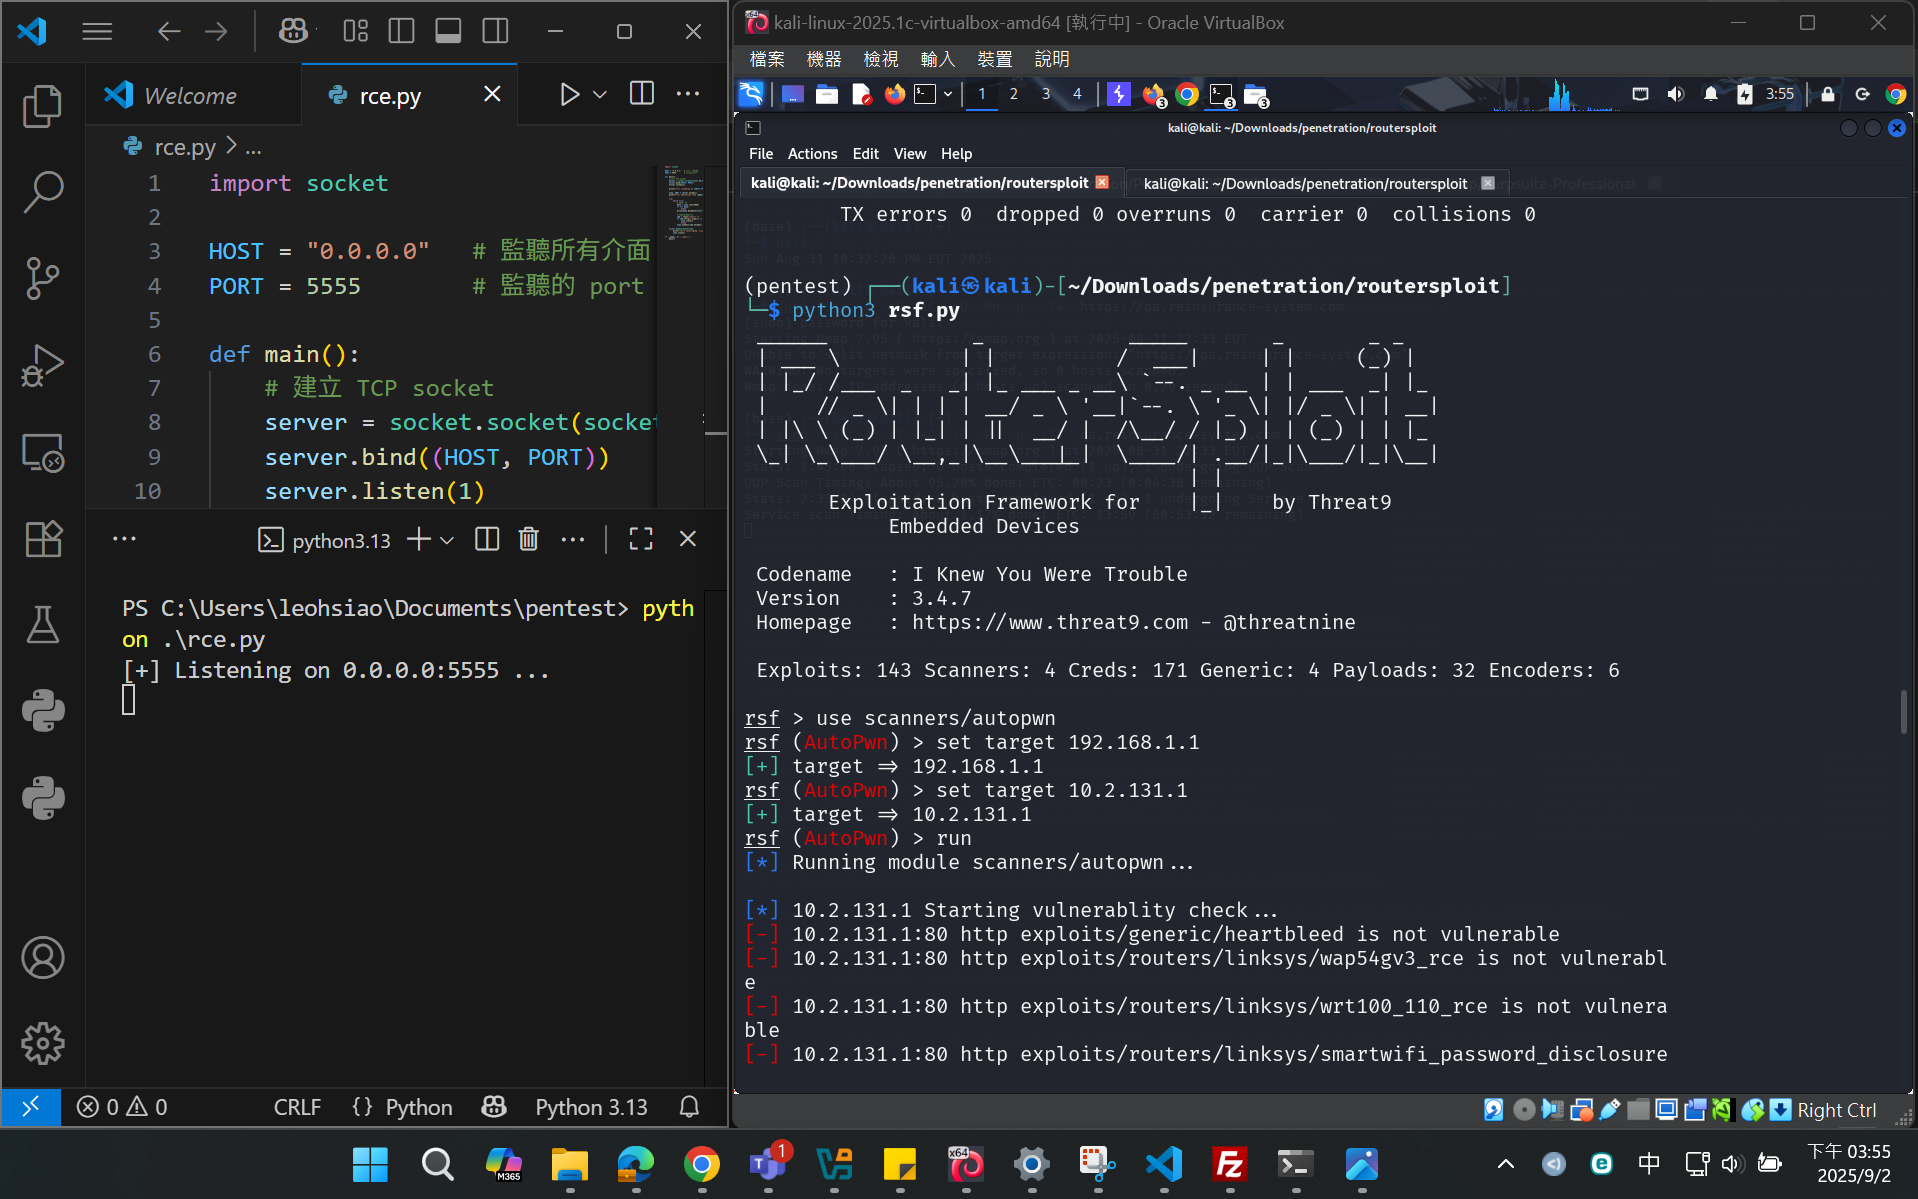 Welcome
rce.py
rce.py > ...
1 import socket
2
3 HOST = "0.0.0.0" # 監聽所有介面
4 PORT = 5555 # 監聽的 port
5
6 def main():
7 # 建立 TCP socket
8 server = socket.socket(socket
9 server.bind((HOST, PORT))
10 server.listen(1)
python3.13
PS C:\Users\leohsiao\Documents\pentest> pyth
on .\rce.py
[+] Listening on 0.0.0.0:5555 ...
0 0
CRLF {} Python Python 3.13
kali-linux-2025.1c-virtualbox-amd64 [執行中] - Oracle VirtualBox
檔案 機器 檢視 輸入 裝置 說明
1 2 3 4 3 3 3 3:55
kali@kali: ~/Downloads/penetration/routersploit
File Actions Edit View Help
kali@kali: ~/Downloads/penetration/routersploit kali@kali: ~/Downloads/penetration/routersploit
TX errors 0 dropped 0 overruns 0 carrier 0 collisions 0
(pentest) ┌──(kali㉿kali)-[~/Downloads/penetration/routersploit]
└─$ python3 rsf.py
RouterSploit
Exploitation Framework for by Threat9
Embedded Devices
Codename : I Knew You Were Trouble
Version : 3.4.7
Homepage : https://www.threat9.com - @threatnine
Exploits: 143 Scanners: 4 Creds: 171 Generic: 4 Payloads: 32 Encoders: 6
rsf > use scanners/autopwn
rsf (AutoPwn) > set target 192.168.1.1
[+] target => 192.168.1.1
rsf (AutoPwn) > set target 10.2.131.1
[+] target => 10.2.131.1
rsf (AutoPwn) > run
[*] Running module scanners/autopwn...
[*] 10.2.131.1 Starting vulnerablity check...
[-] 10.2.131.1:80 http exploits/generic/heartbleed is not vulnerable
[-] 10.2.131.1:80 http exploits/routers/linksys/wap54gv3_rce is not vulnerabl
e
[-] 10.2.131.1:80 http exploits/routers/linksys/wrt100_110_rce is not vulnera
ble
[-] 10.2.131.1:80 http exploits/routers/linksys/smartwifi_password_disclosure
Right Ctrl
M365
1
x64
中
下午 03:55
2025/9/2